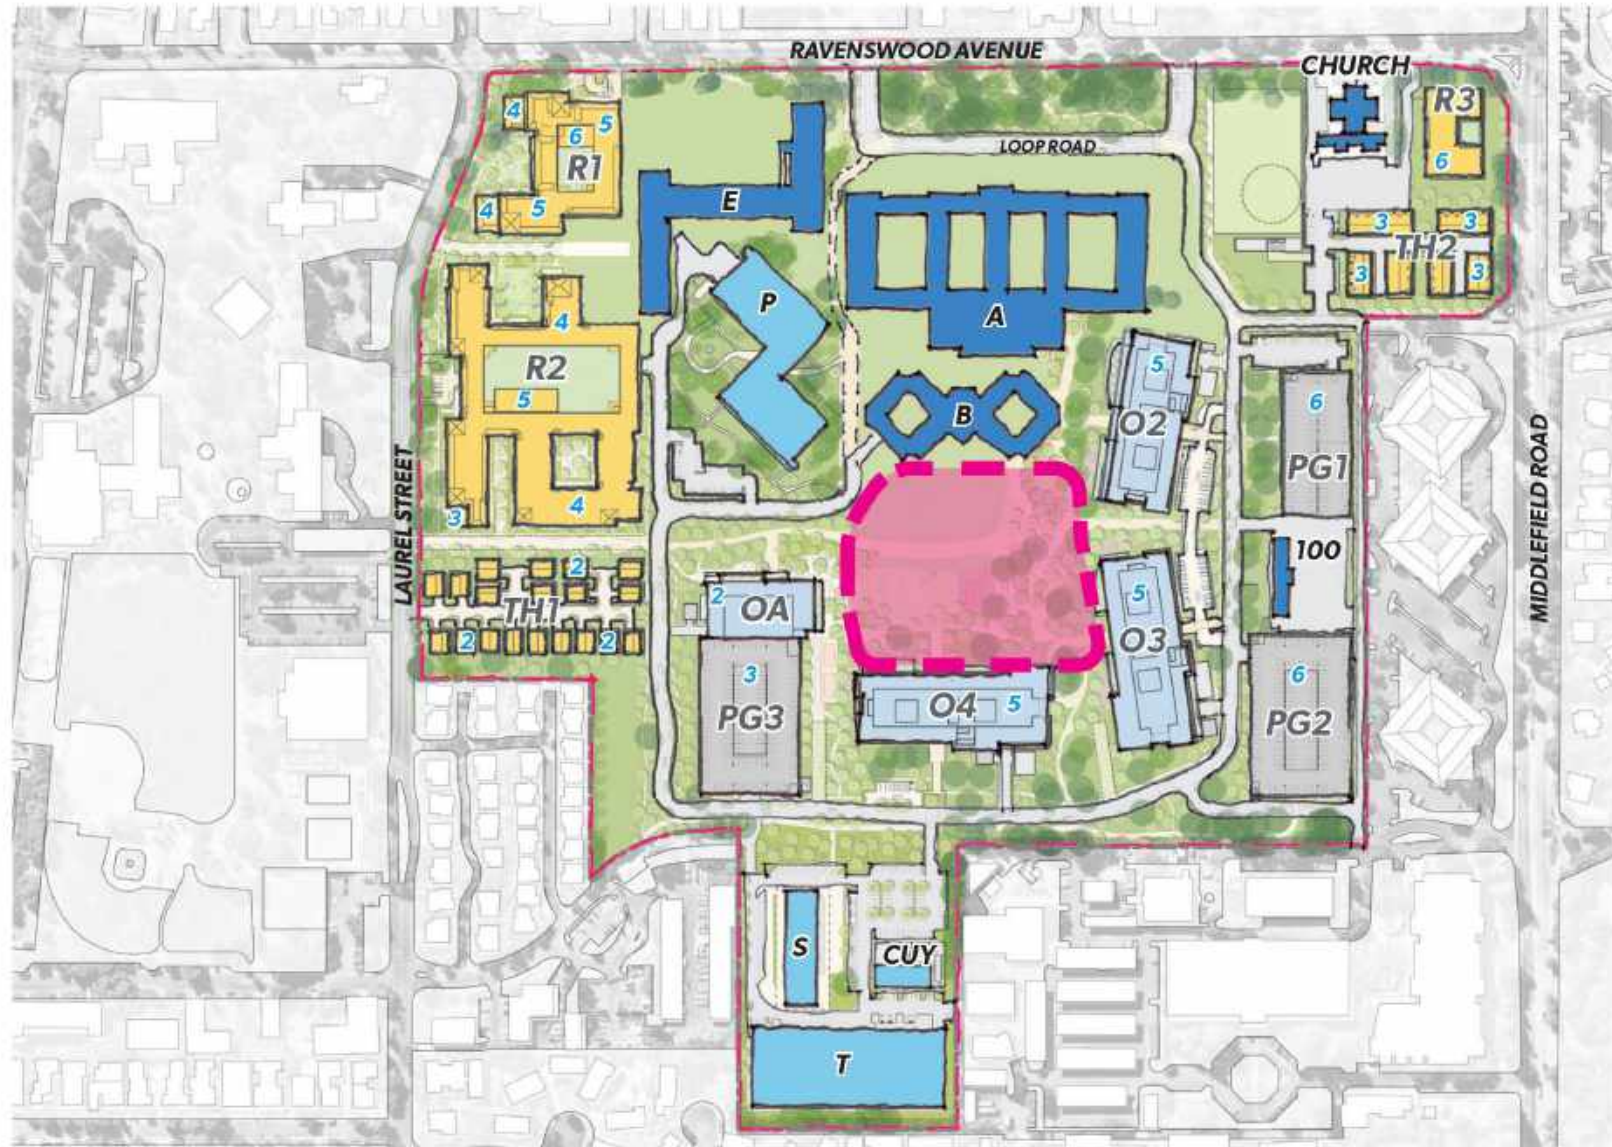 RAVENSWOOD AVENUE
CHURCH
R3
6
4
5
6
R1
4
5
LOOP ROAD
E
A
P
3
3
TH2
3
3
4
R2
5
3
4
B
5
O2
6
PG1
LAUREL STREET
MIDDLEFIELD ROAD
100
2
TH1
2
2
2
OA
3
PG3
O4
5
5
O3
6
PG2
S
CUY
T